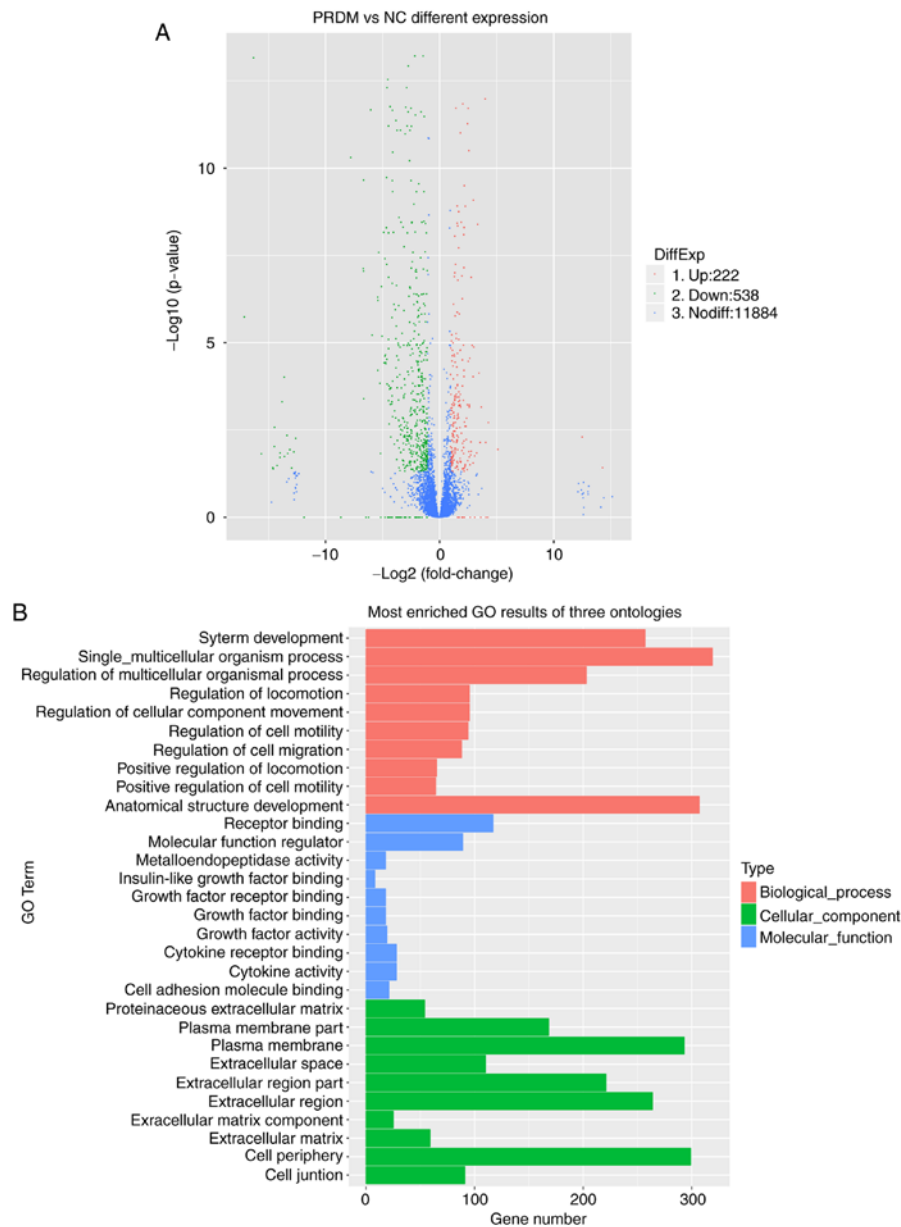 A
PRDM vs NC different expression
−Log10 (p-value)
10
5
0
−10
0
10
−Log2 (fold-change)
DiffExp
1. Up:222
2. Down:538
3. Nodiff:11884
B
Most enriched GO results of three ontologies
GO Term
Syterm development
Single_multicellular organism process
Regulation of multicellular organismal process
Regulation of locomotion
Regulation of cellular component movement
Regulation of cell motility
Regulation of cell migration
Positive regulation of locomotion
Positive regulation of cell motility
Anatomical structure development
Receptor binding
Molecular function regulator
Metalloendopeptidase activity
Insulin-like growth factor binding
Growth factor receptor binding
Growth factor binding
Growth factor activity
Cytokine receptor binding
Cytokine activity
Cell adhesion molecule binding
Proteinaceous extracellular matrix
Plasma membrane part
Plasma membrane
Extracellular space
Extracellular region part
Extracellular region
Exracellular matrix component
Extracellular matrix
Cell periphery
Cell juntion
0
100
200
300
Gene number
Type
Biological_process
Cellular_component
Molecular_function